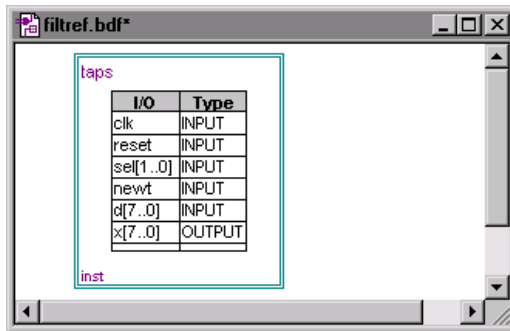 filtref.bdf*
taps
I/O Type
clk INPUT
reset INPUT
sel[1..0] INPUT
newt INPUT
d[7..0] INPUT
x[7..0] OUTPUT
inst